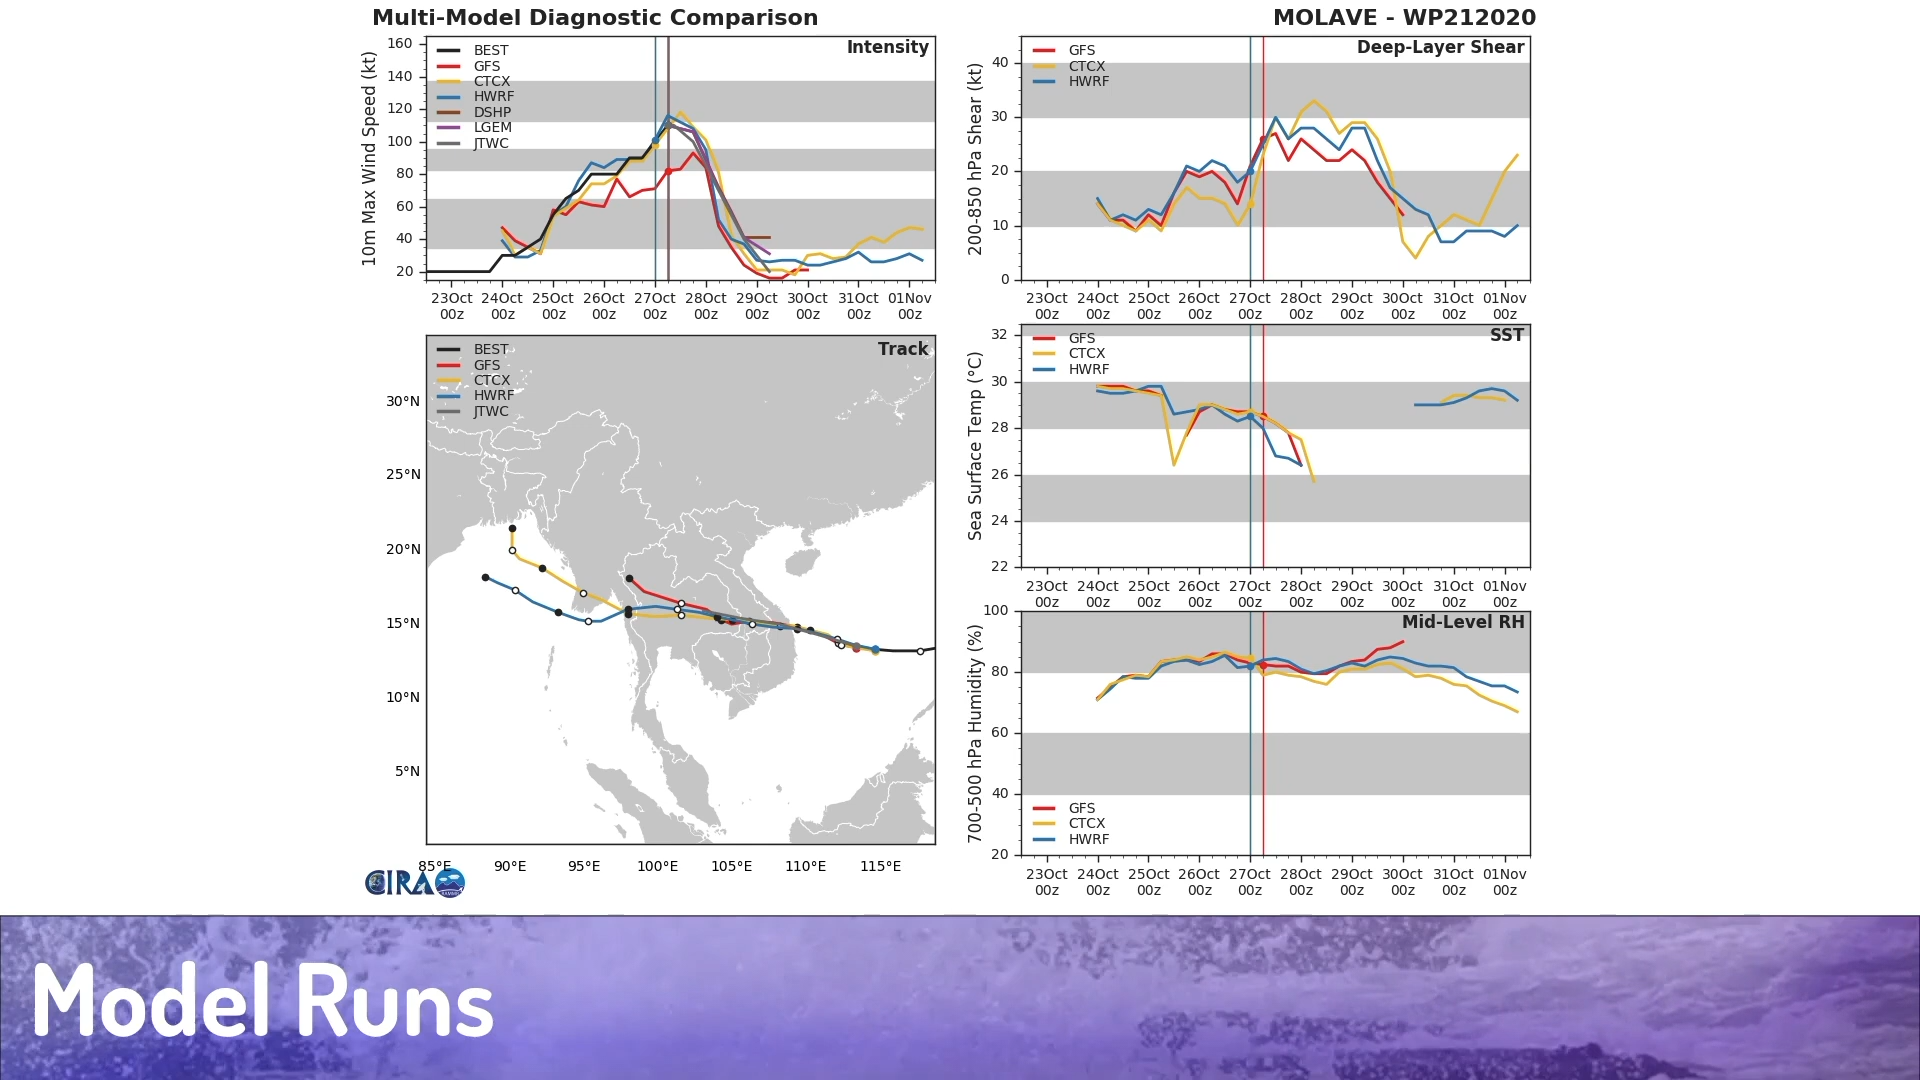 Multi-Model Diagnostic Comparison
MOLAVE - WP212020
Intensity
10m Max Wind Speed (kt)
160
140
120
100
80
60
40
20
BEST
GFS
CTCX
HWRF
DSHP
LGEM
JTWC
23Oct 24Oct 25Oct 26Oct 27Oct 28Oct 29Oct 30Oct 31Oct 01Nov
00z 00z 00z 00z 00z 00z 00z 00z 00z 00z
Track
BEST
GFS
CTCX
HWRF
JTWC
30°N
25°N
20°N
15°N
10°N
5°N
85°E 90°E 95°E 100°E 105°E 110°E 115°E
CIRA
Deep-Layer Shear
200-850 hPa Shear (kt)
40
30
20
10
0
GFS
CTCX
HWRF
23Oct 24Oct 25Oct 26Oct 27Oct 28Oct 29Oct 30Oct 31Oct 01Nov
00z 00z 00z 00z 00z 00z 00z 00z 00z 00z
SST
Sea Surface Temp (°C)
32
30
28
26
24
22
GFS
CTCX
HWRF
23Oct 24Oct 25Oct 26Oct 27Oct 28Oct 29Oct 30Oct 31Oct 01Nov
00z 00z 00z 00z 00z 00z 00z 00z 00z 00z
Mid-Level RH
700-500 hPa Humidity (%)
100
80
60
40
20
GFS
CTCX
HWRF
23Oct 24Oct 25Oct 26Oct 27Oct 28Oct 29Oct 30Oct 31Oct 01Nov
00z 00z 00z 00z 00z 00z 00z 00z 00z 00z
Model Runs